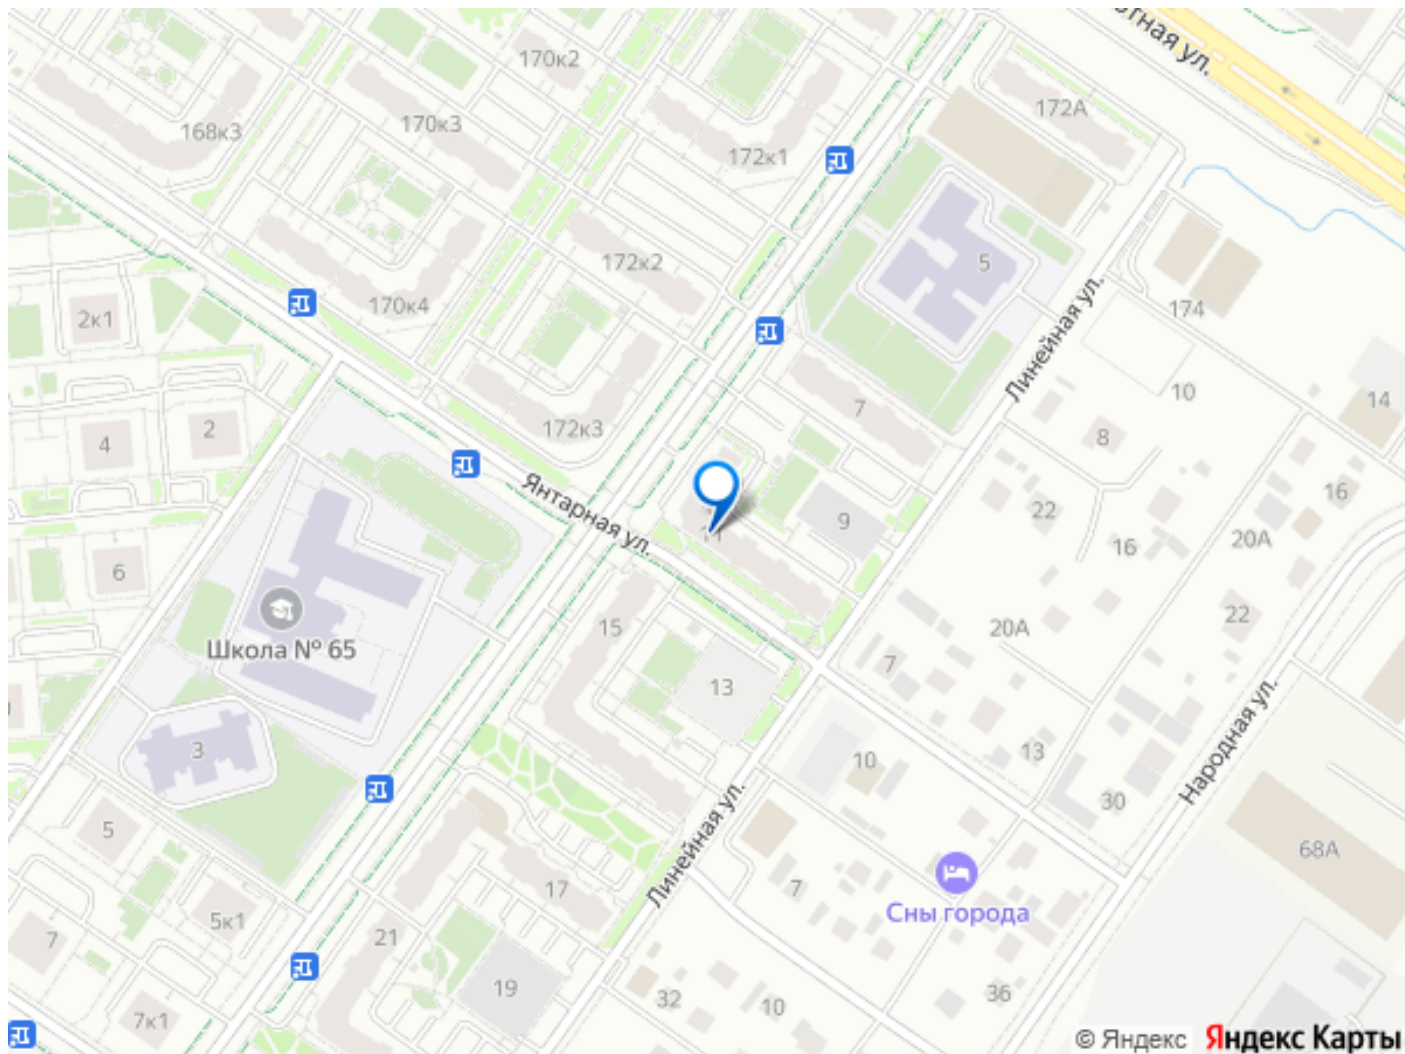 170к2
172А
168к3
170к3
172к1
172к2
5
170к4
2к1
174
Линейная ул.
10
14
7
8
2
4
172к3
16
22
9
Янтарная ул.
16
20А
6
22
15
20А
Школа № 65
7
13
3
13
10
Народная ул.
30
5
Линейная ул.
68А
17
7
Сны города
5к1
7
21
19
32
36
10
7к1
© Яндекс Яндекс Карты